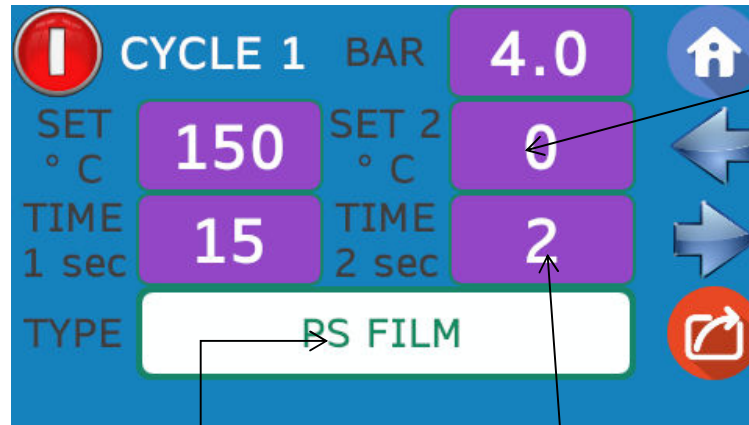 CYCLE 1 BAR 4.0
SET ° C 150 SET 2 ° C 0
TIME 1 sec 15 TIME 2 sec 2
TYPE PS FILM